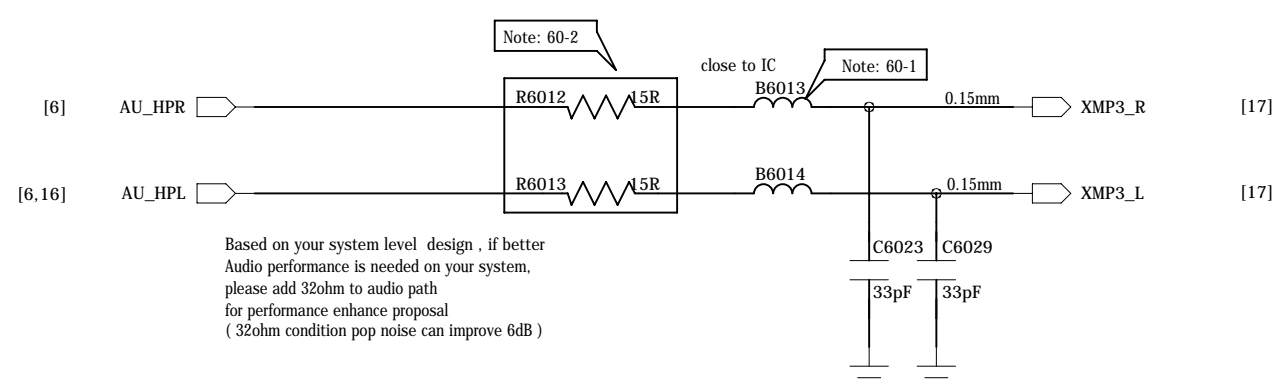 Note: 60-2
close to IC
Note: 60-1
B6013
[6] AU_HPR R6012 15R 0.15mm XMP3_R [17]
B6014
[6,16] AU_HPL R6013 15R 0.15mm XMP3_L [17]
Based on your system level design , if better
Audio performance is needed on your system,
please add 32ohm to audio path
for performance enhance proposal
( 32ohm condition pop noise can improve 6dB )
C6023 C6029
33pF 33pF